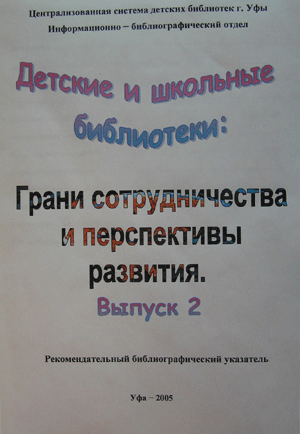 Централизованная система детских библиотек г. Уфы
Информационно – библиографический отдел
Детские и школьные
библиотеки:
Грани сотрудничества
и перспективы
развития.
Выпуск 2
Рекомендательный библиографический указатель
Уфа – 2005